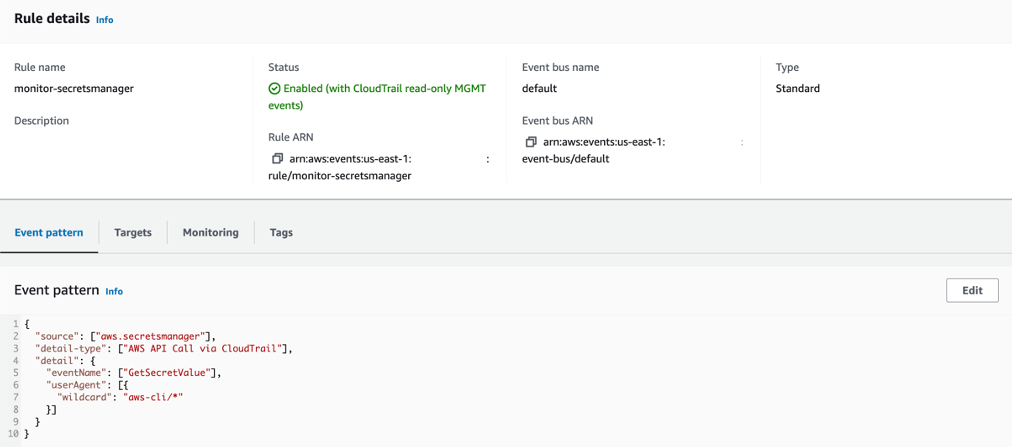 Rule details Info
Rule name
monitor-secretsmanager
Description
Status
Enabled (with CloudTrail read-only MGMT
events)
Rule ARN
arn:aws:events:us-east-1: :
rule/monitor-secretsmanager
Event bus name
default
Event bus ARN
arn:aws:events:us-east-1: :
event-bus/default
Type
Standard
Event pattern Targets Monitoring Tags
Event pattern Info Edit
1 {
2 "source": ["aws.secretsmanager"],
3 "detail-type": ["AWS API Call via CloudTrail"],
4 "detail": {
5 "eventName": ["GetSecretValue"],
6 "userAgent": [{
7 "wildcard": "aws-cli/*"
8 }]
9 }
10 }